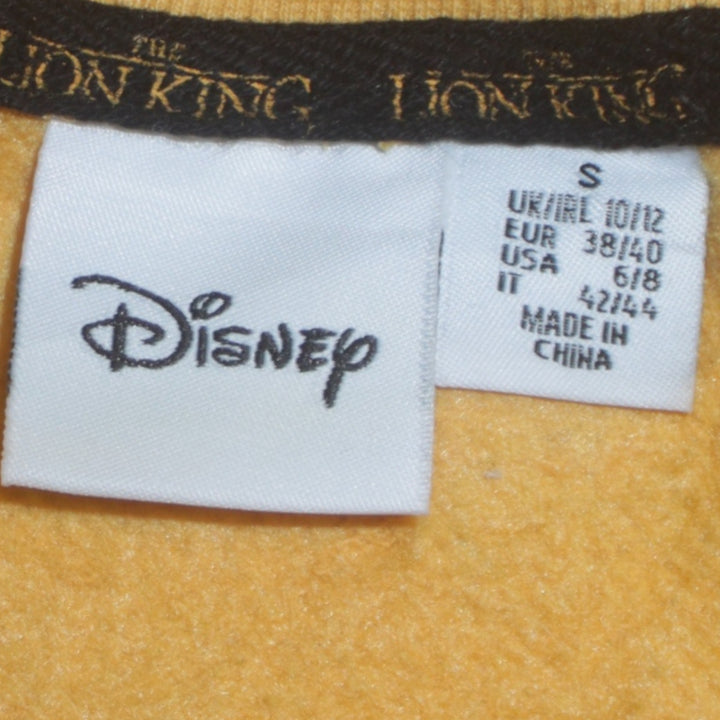 THE THE
LION KING LION KING
Disney
S
UK/IRL 10/12
EUR 38/40
USA 6/8
IT 42/44
MADE IN
CHINA